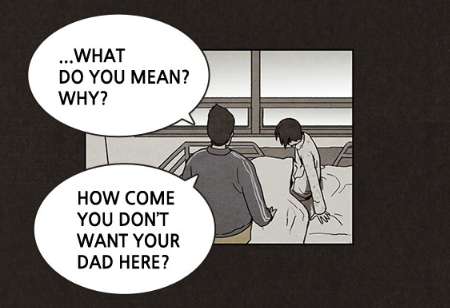 ...WHAT
DO YOU MEAN?
WHY?
HOW COME
YOU DON'T
WANT YOUR
DAD HERE?